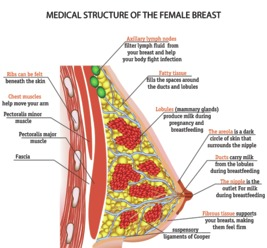 MEDICAL STRUCTURE OF THE FEMALE BREAST
Axillary lymph nodes
filter lymph fluid from
your breast and help
your body fight infection
Ribs can be felt
beneath the skin
Chest muscles
help move your arm
Pectoralis minor
muscle
Pectoralis major
muscle
Fascia
Fatty tissue
fills the spaces around
the ducts and lobules
Lobules (mammary glands)
produce milk during
pregnancy and
breastfeeding
The areola is a dark
circle of skin that
surrounds the nipple
Ducts carry milk
from the lobules
during breastfeeding
The nipple is the
outlet For milk
during breastfeeding
Fibrous tissue supports
your breasts, making
them feel firm
suspensory
ligaments of Cooper